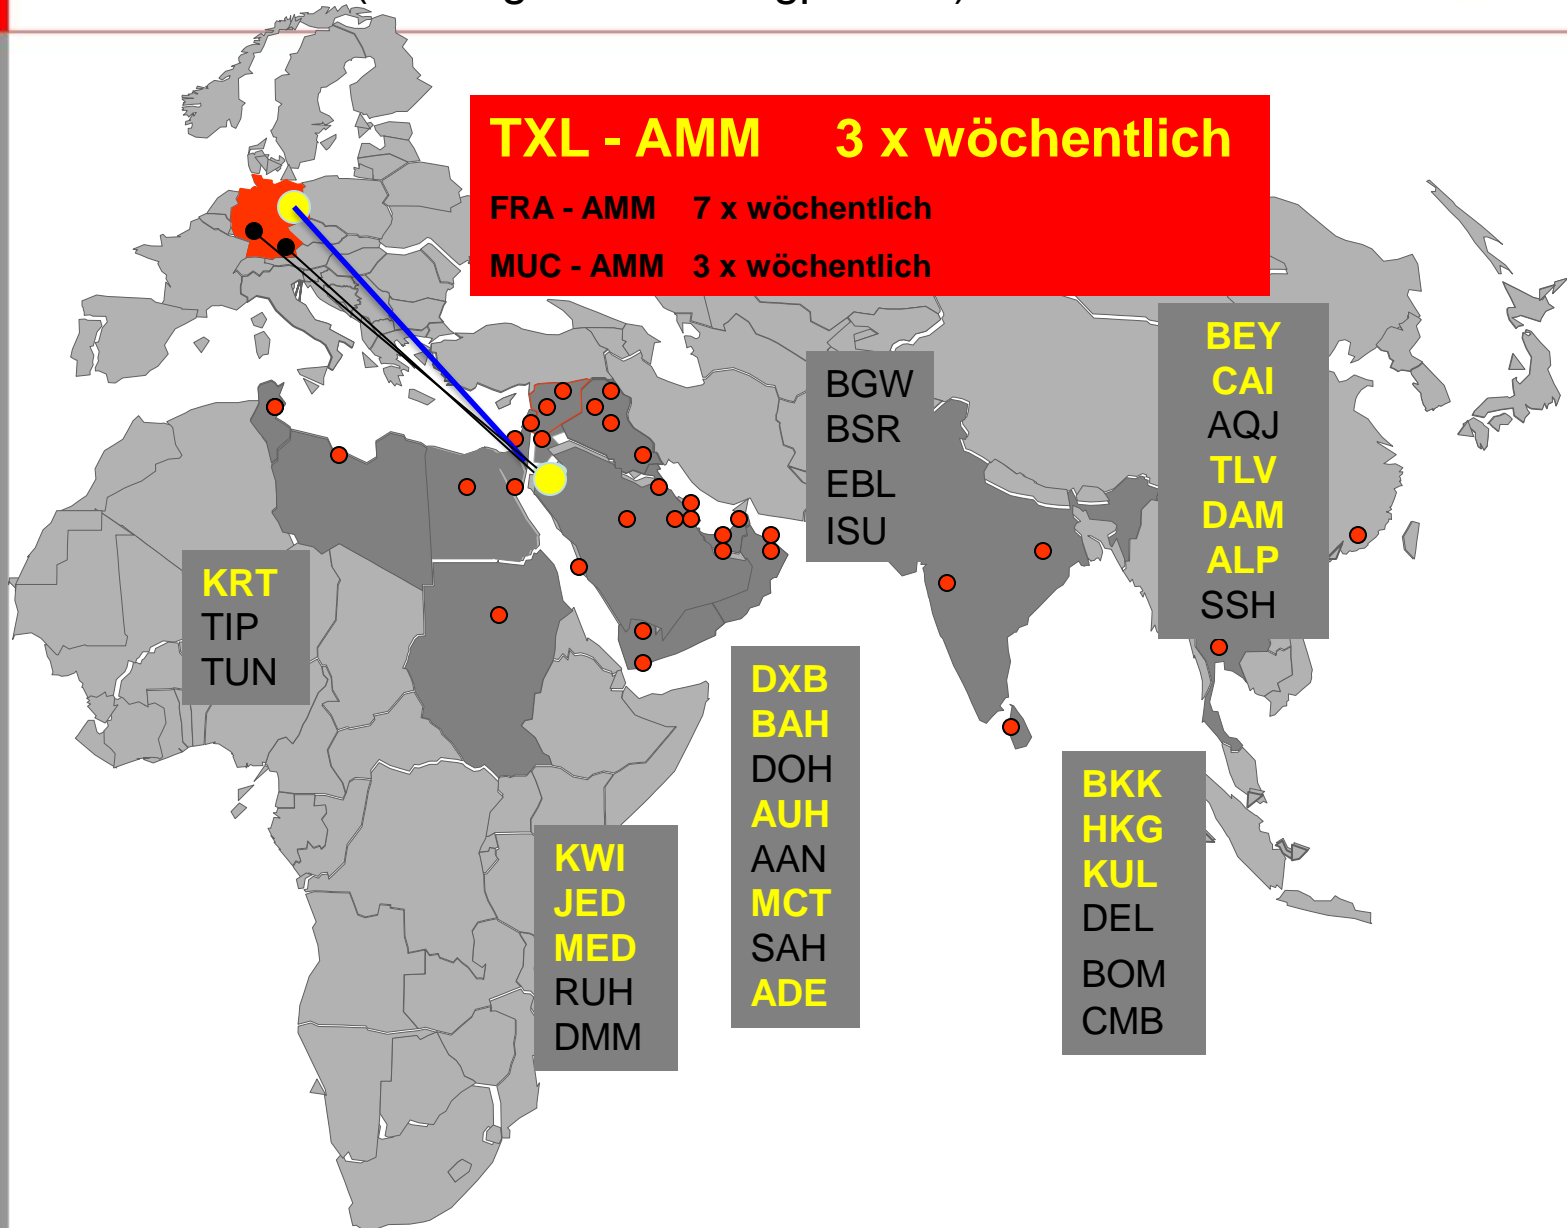 TXL - AMM 3 x wöchentlich
FRA - AMM 7 x wöchentlich
MUC - AMM 3 x wöchentlich
BGW
BSR
EBL
ISU
BEY
CAI
AQJ
TLV
DAM
ALP
SSH
KRT
TIP
TUN
DXB
BAH
DOH
AUH
AAN
MCT
SAH
ADE
KWI
JED
MED
RUH
DMM
BKK
HKG
KUL
DEL
BOM
CMB